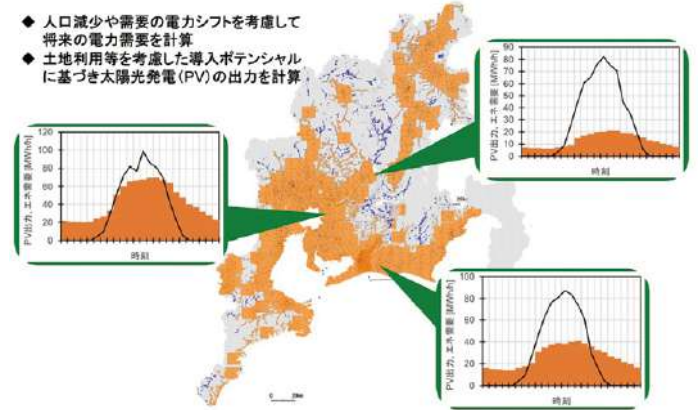 ◆ 人口減少や需要の電力シフトを考慮して
将来の電力需要を計算
◆ 土地利用等を考慮した導入ポテンシャル
に基づき太陽光発電(PV)の出力を計算
PV出力、エネ需要 [MWh/h]
90
80
70
60
50
40
30
20
10
0
時刻
PV出力、エネ需要 [MWh/h]
120
100
80
60
40
20
0
時刻
PV出力、エネ需要 [MWh/h]
100
80
60
40
20
0
時刻
0
20km